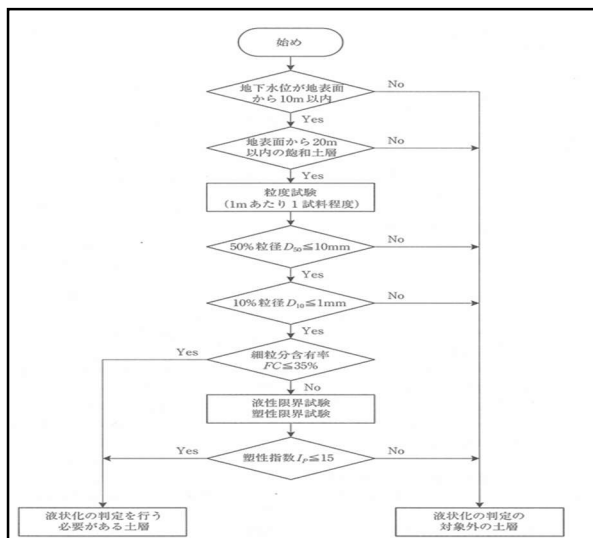 始め
地下水位が地表面
から10m以内
No
Yes
地表面から20m
以内の飽和土層
No
Yes
粒度試験
(1mあたり1試料程度)
50%粒径D50≦10mm
No
Yes
10%粒径D10≦1mm
No
Yes
Yes
細粒分含有率
FC≦35%
No
液性限界試験
塑性限界試験
Yes
塑性指数IP≦15
No
液状化の判定を行う
必要がある土層
液状化の判定の
対象外の土層